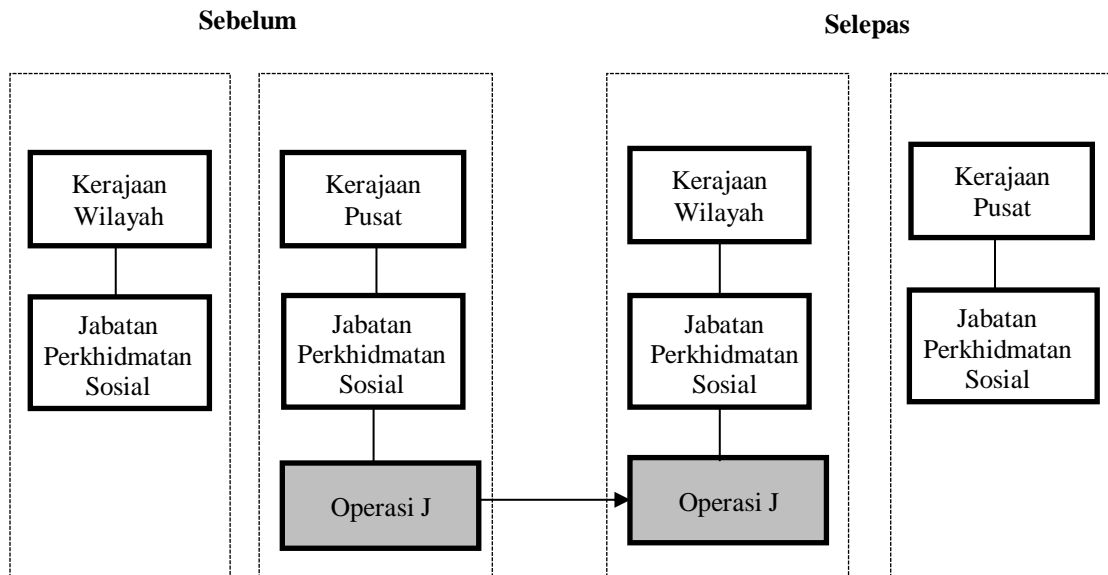 Sebelum
Selepas
Kerajaan
Wilayah
Kerajaan
Pusat
Kerajaan
Wilayah
Kerajaan
Pusat
Jabatan
Perkhidmatan
Sosial
Jabatan
Perkhidmatan
Sosial
Jabatan
Perkhidmatan
Sosial
Jabatan
Perkhidmatan
Sosial
Operasi J
Operasi J